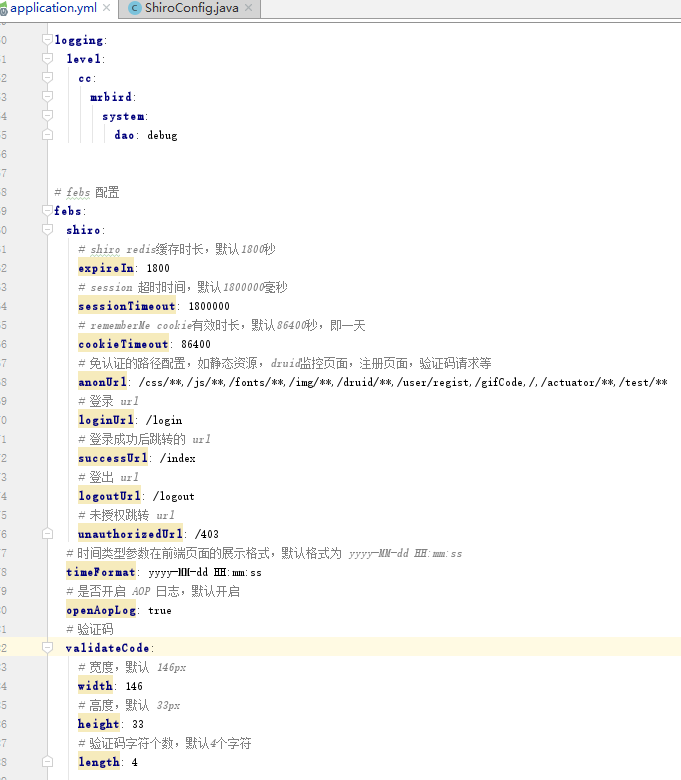 application.yml
ShiroConfig.java
logging:
level:
cc:
mrbird:
system:
dao: debug
# febs 配置
febs:
shiro:
# shiro redis缓存时长，默认1800秒
expireIn: 1800
# session 超时时间，默认1800000毫秒
sessionTimeout: 1800000
# rememberMe cookie有效时长，默认86400秒，即一天
cookieTimeout: 86400
# 免认证的路径配置，如静态资源，druid监控页面，注册页面，验证码请求等
anonUrl: /css/**,/js/**,/fonts/**,/img/**,/druid/**,/user/regist,/gifCode,/,/actuator/**,/test/**
# 登录 url
loginUrl: /login
# 登录成功后跳转的 url
successUrl: /index
# 登出 url
logoutUrl: /logout
# 未授权跳转 url
unauthorizedUrl: /403
# 时间类型参数在前端页面的展示格式，默认格式为 yyyy-MM-dd HH:mm:ss
timeFormat: yyyy-MM-dd HH:mm:ss
# 是否开启 AOP 日志，默认开启
openAopLog: true
# 验证码
validateCode:
# 宽度，默认 146px
width: 146
# 高度，默认 33px
height: 33
# 验证码字符个数，默认4个字符
length: 4